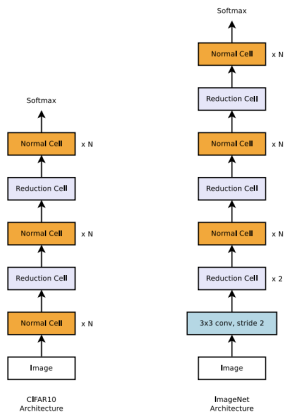 Softmax
Normal Cell x N
Reduction Cell
Normal Cell x N
Reduction Cell
Normal Cell x N
Image
CIFAR10
Architecture
Softmax
Normal Cell x N
Reduction Cell
Normal Cell x N
Reduction Cell
Normal Cell x N
Reduction Cell x 2
3x3 conv, stride 2
Image
ImageNet
Architecture